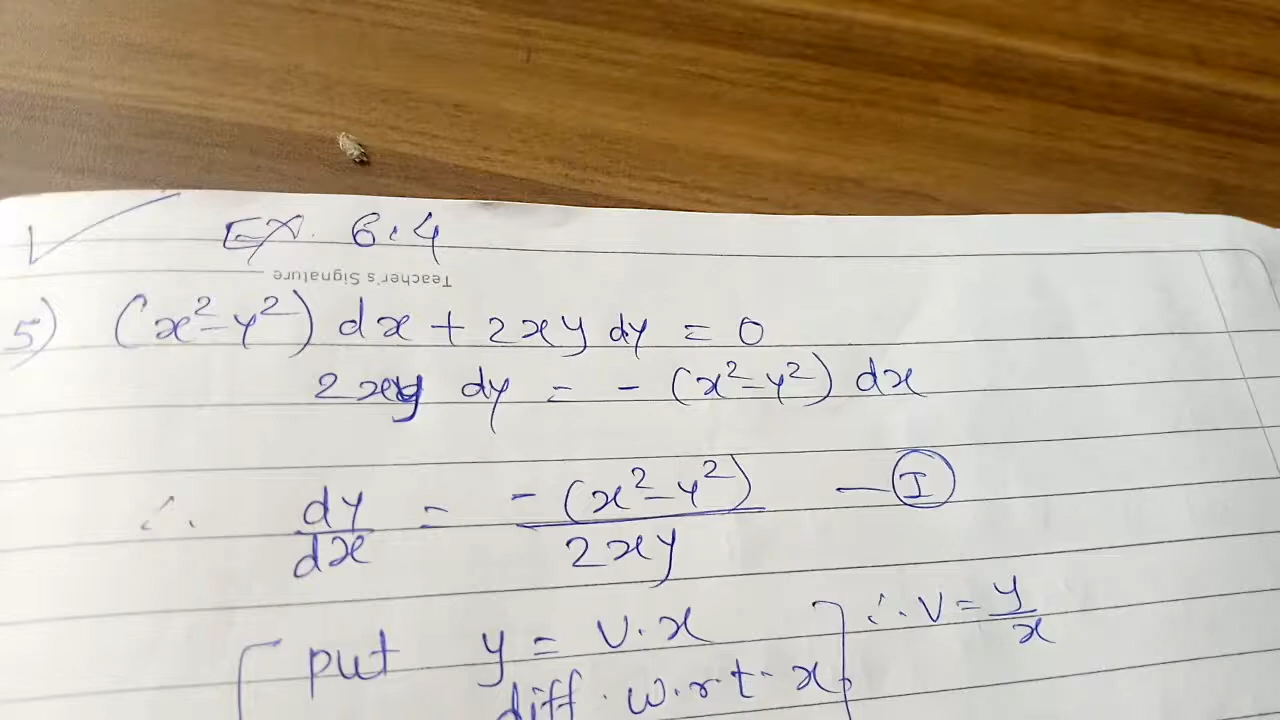 Ex. 6.4
Teacher's Signature
5) (x²-y²) dx + 2xy dy = 0
2xy dy = - (x²-y²) dx
∴ dy/dx = -(x²-y²)/2xy — I
put y = v.x ∴ v = y/x
diff. w.r.t. x